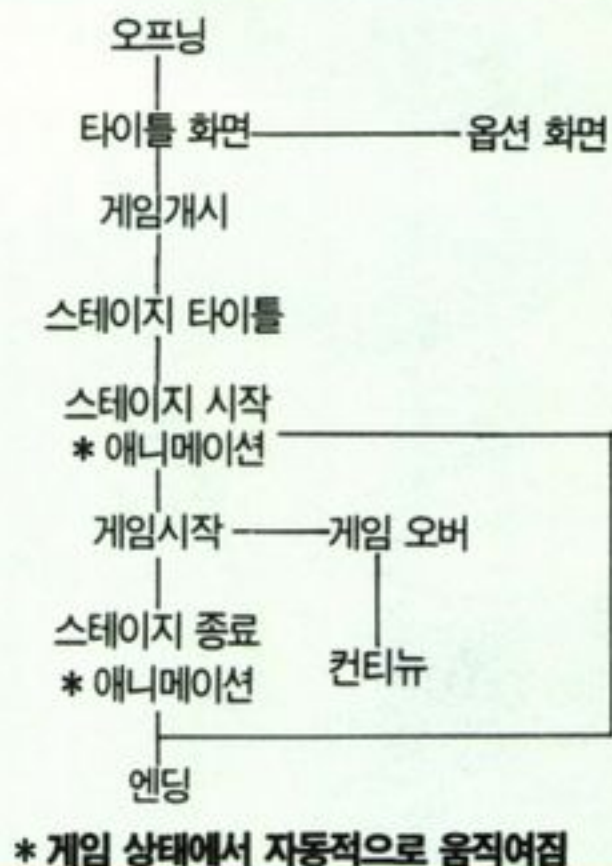 오프닝
타이틀 화면 옵션 화면
게임개시
스테이지 타이틀
스테이지 시작
* 애니메이션
게임시작 게임 오버
스테이지 종료
컨티뉴
* 애니메이션
엔딩
* 게임 상태에서 자동적으로 움직여짐